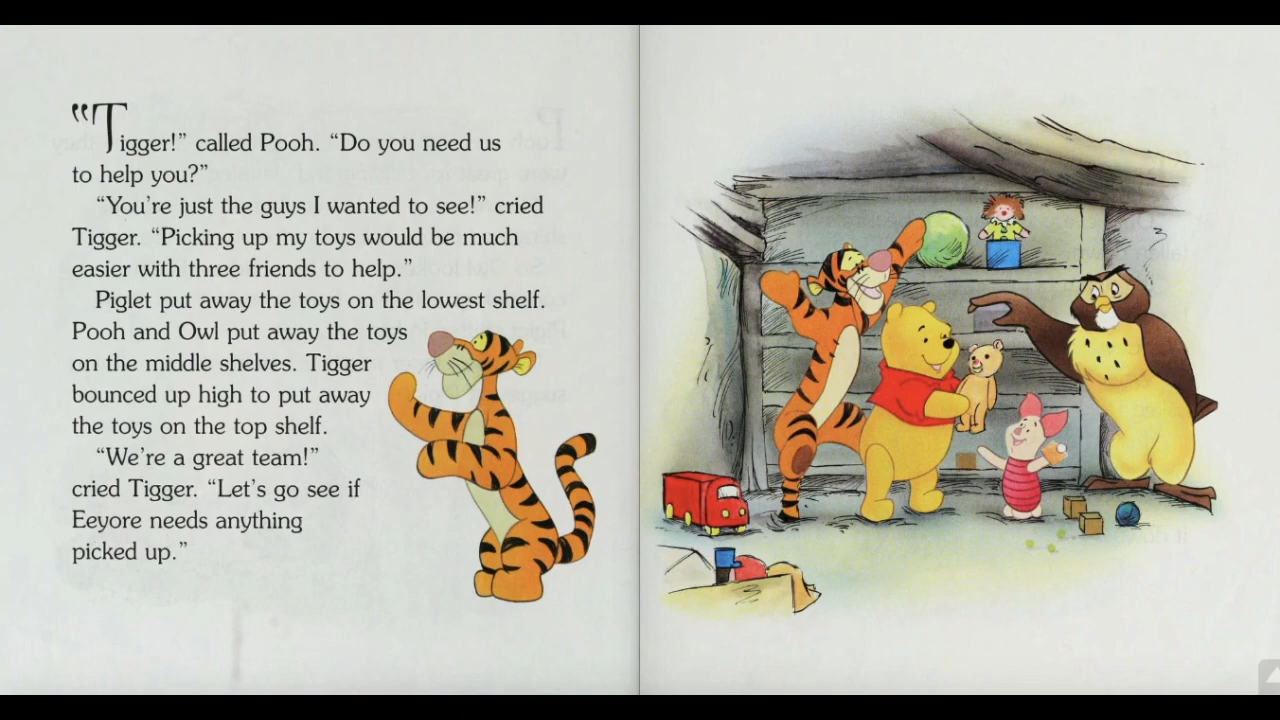 “Tigger!” called Pooh. “Do you need us
to help you?”
“You’re just the guys I wanted to see!” cried
Tigger. “Picking up my toys would be much
easier with three friends to help.”
Piglet put away the toys on the lowest shelf.
Pooh and Owl put away the toys
on the middle shelves. Tigger
bounced up high to put away
the toys on the top shelf.
“We’re a great team!”
cried Tigger. “Let’s go see if
Eeyore needs anything
picked up.”